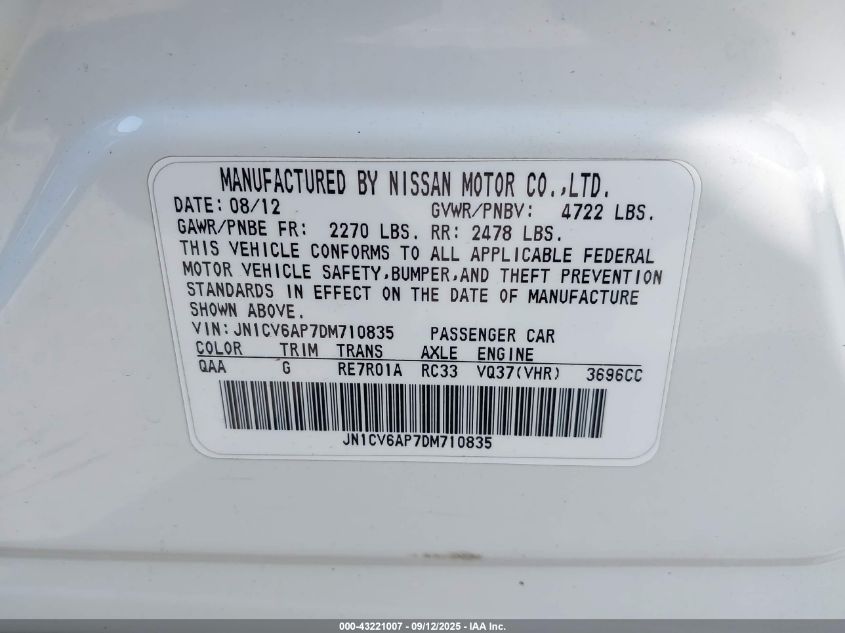 MANUFACTURED BY NISSAN MOTOR CO.,LTD.
DATE: 08/12 GVWR/PNBV: 4722 LBS.
GAWR/PNBE FR: 2270 LBS. RR: 2478 LBS.
THIS VEHICLE CONFORMS TO ALL APPLICABLE FEDERAL
MOTOR VEHICLE SAFETY,BUMPER,AND THEFT PREVENTION
STANDARDS IN EFFECT ON THE DATE OF MANUFACTURE
SHOWN ABOVE.
VIN: JN1CV6AP7DM710835 PASSENGER CAR
COLOR TRIM TRANS AXLE ENGINE
QAA G RE7R01A RC33 VQ37(VHR) 3696CC
JN1CV6AP7DM710835
000-43221007 - 09/12/2025 - IAA Inc.